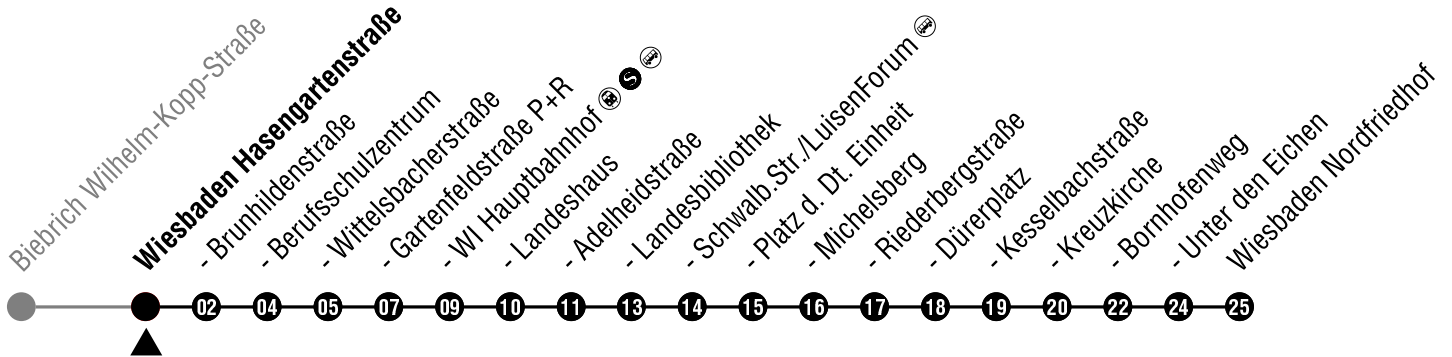 Biebrich Wilhelm-Kopp-Straße
Wiesbaden Hasengartenstraße
- Brunhildenstraße
- Berufsschulzentrum
- Wittelsbacherstraße
- Gartenfeldstraße P+R
- WI Hauptbahnhof S
- Landeshaus
- Adelheidstraße
- Landesbibliothek
- Schwalb.Str./LuisenForum
- Platz d. Dt. Einheit
- Michelsberg
- Riederbergstraße
- Dürerplatz
- Kesselbachstraße
- Kreuzkirche
- Bornhofenweg
- Unter den Eichen
Wiesbaden Nordfriedhof
02 04 05 07 09 10 11 13 14 15 16 17 18 19 20 22 24 25